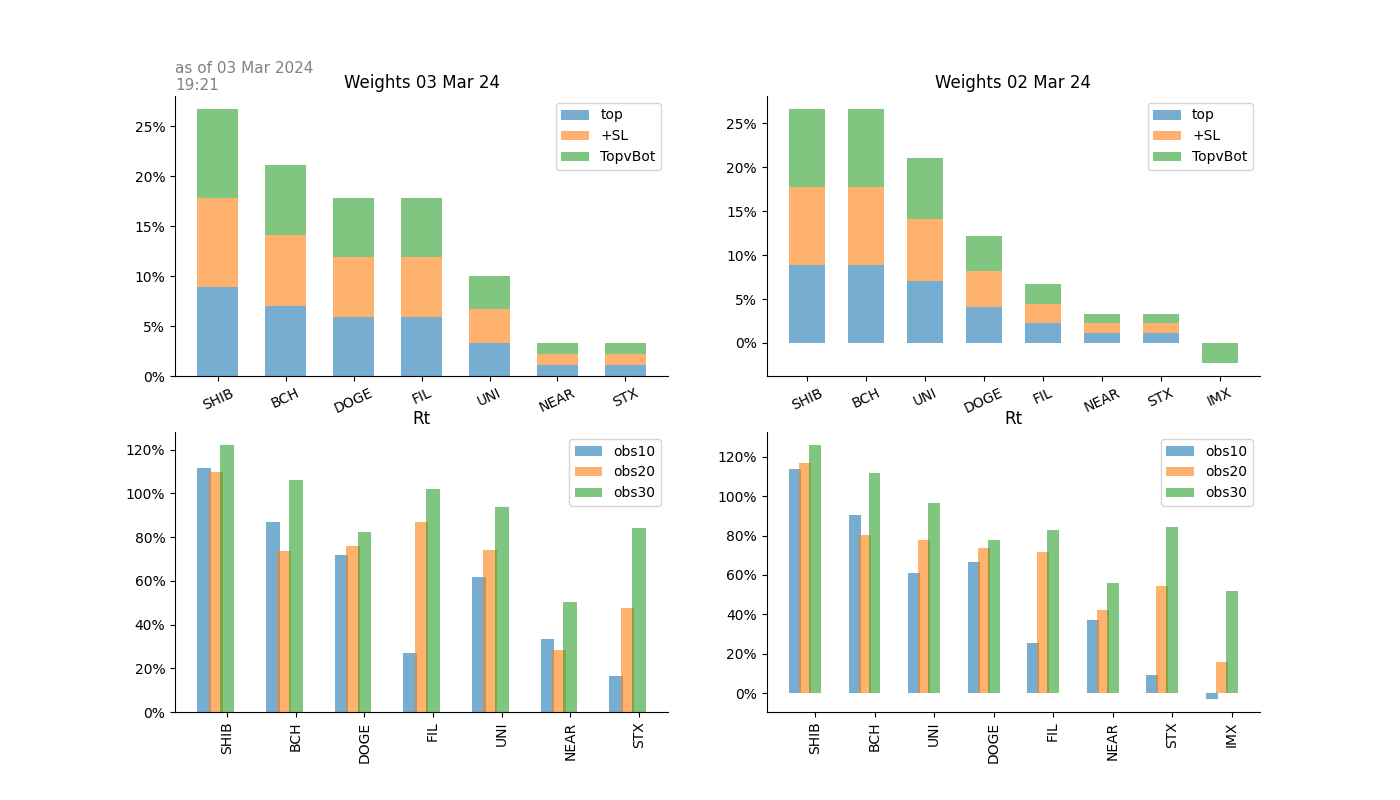 as of 03 Mar 2024
19:21
Weights 03 Mar 24
25%
20%
15%
10%
5%
0%
top
+SL
TopvBot
SHIB
BCH
DOGE
FIL
UNI
NEAR
STX
Weights 02 Mar 24
25%
20%
15%
10%
5%
0%
top
+SL
TopvBot
SHIB
BCH
UNI
DOGE
FIL
NEAR
STX
IMX
Rt
120%
100%
80%
60%
40%
20%
0%
obs10
obs20
obs30
SHIB
BCH
DOGE
FIL
UNI
NEAR
STX
Rt
120%
100%
80%
60%
40%
20%
0%
obs10
obs20
obs30
SHIB
BCH
UNI
DOGE
FIL
NEAR
STX
IMX